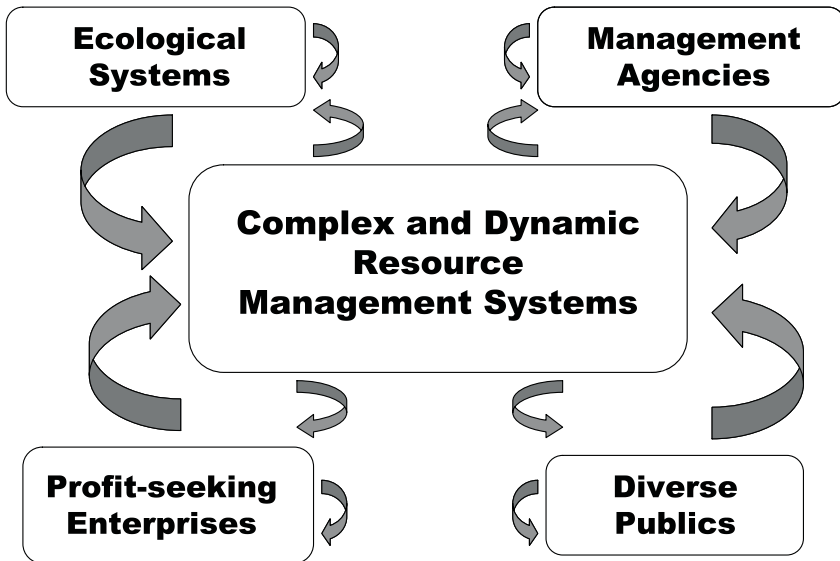 Ecological
Systems
Management
Agencies
Complex and Dynamic
Resource
Management Systems
Profit-seeking
Enterprises
Diverse
Publics